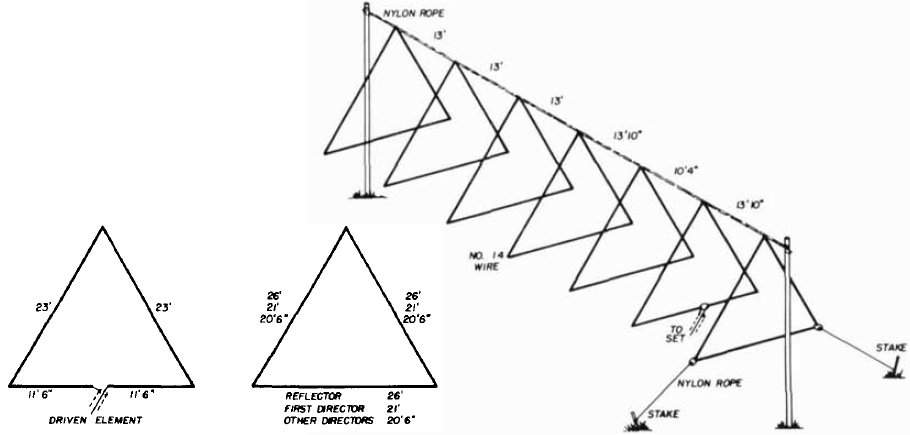 NYLON ROPE
13'
13'
13'
13'10"
10'4"
13'10"
NO. 14
WIRE
TO
SET
STAKE
NYLON ROPE
STAKE
23'
23'
11'6"
11'6"
DRIVEN ELEMENT
26'
21'
20'6"
26'
21'
20'6"
REFLECTOR 26'
FIRST DIRECTOR 21'
OTHER DIRECTORS 20'6"